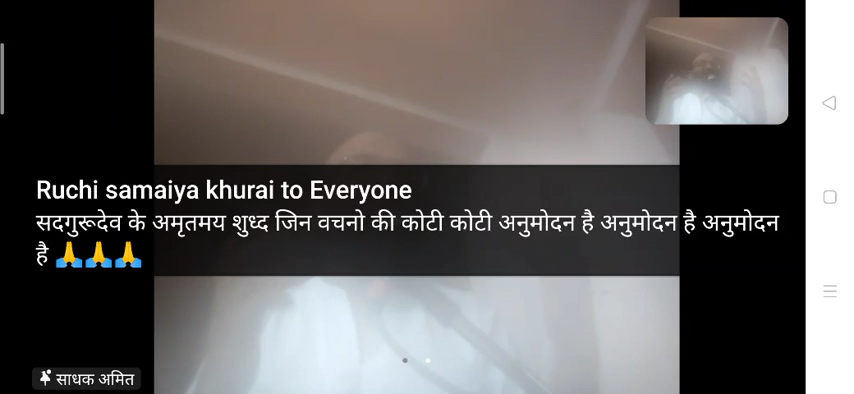 Ruchi samaiya khurai to Everyone
सदगुरूदेव के अमृतमय शुध्द जिन वचनो की कोटी कोटी अनुमोदन है अनुमोदन है अनुमोदन
है 🙏🙏🙏
साधक अमित